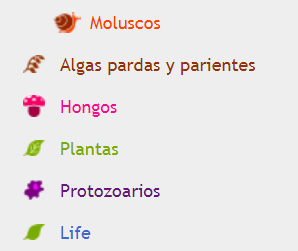 Moluscos
Algas pardas y parientes
Hongos
Plantas
Protozoarios
Life